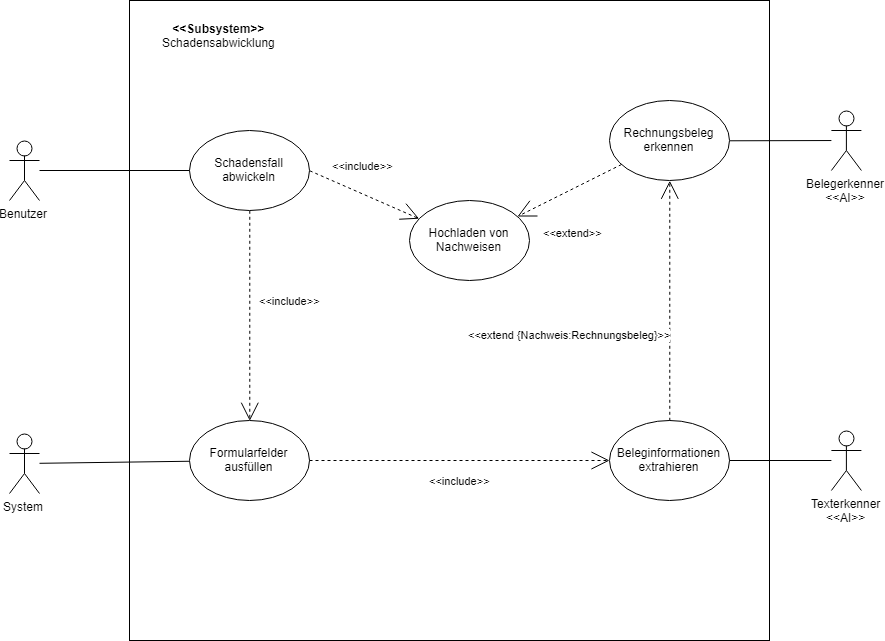 <<Subsystem>>
Schadensabwicklung
Schadensfall
abwickeln
<<include>>
Rechnungsbeleg
erkennen
Benutzer
Belegerkenner
<<AI>>
Hochladen von
Nachweisen
<<extend>>
<<include>>
<<extend {Nachweis:Rechnungsbeleg}>>
Formularfelder
ausfüllen
<<include>>
Beleginformationen
extrahieren
System
Texterkenner
<<AI>>